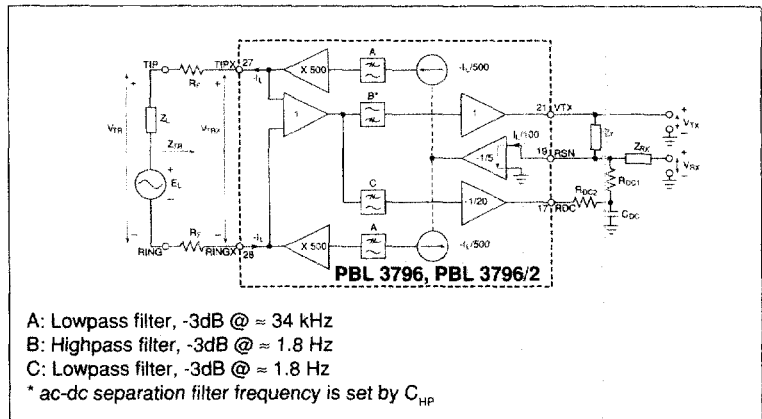 A
TIP
TIPX
27
-IL
X 500
-IL/500
RF
B*
+
ZL
1
1
21
VTX
+
VTR
ZTR
VTRX
IL/100
ZT
VTX
19
RSN
ZRX
+
-1/5
VRX
+
EL
C
RDC1
RDC2
-1/20
17
RDC
CDC
A
RF
-IL
X 500
-IL/500
RING
RINGX
28
PBL 3796, PBL 3796/2
A: Lowpass filter, -3dB @ ≈ 34 kHz
B: Highpass filter, -3dB @ ≈ 1.8 Hz
C: Lowpass filter, -3dB @ ≈ 1.8 Hz
* ac-dc separation filter frequency is set by CHP